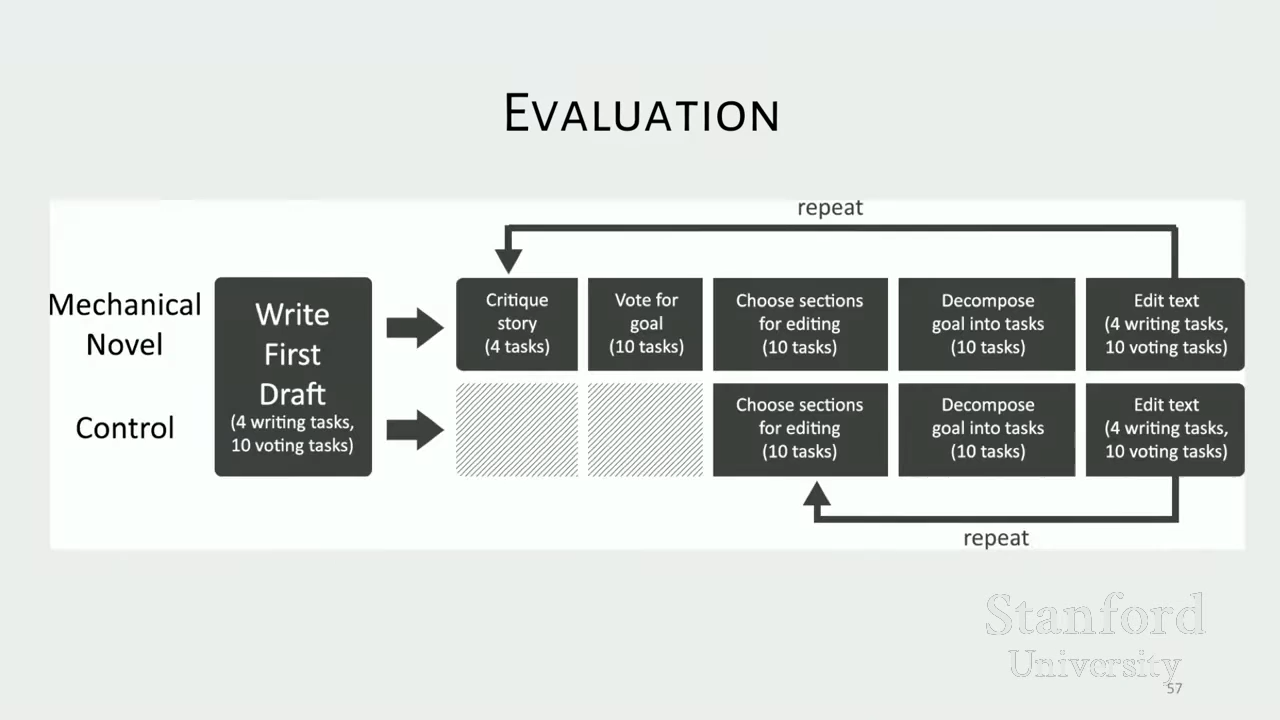 EVALUATION
repeat
Mechanical
Novel
Control
Write
First
Draft
(4 writing tasks,
10 voting tasks)
Critique
story
(4 tasks)
Vote for
goal
(10 tasks)
Choose sections
for editing
(10 tasks)
Decompose
goal into tasks
(10 tasks)
Edit text
(4 writing tasks,
10 voting tasks)
Choose sections
for editing
(10 tasks)
Decompose
goal into tasks
(10 tasks)
Edit text
(4 writing tasks,
10 voting tasks)
repeat
Stanford
University
57